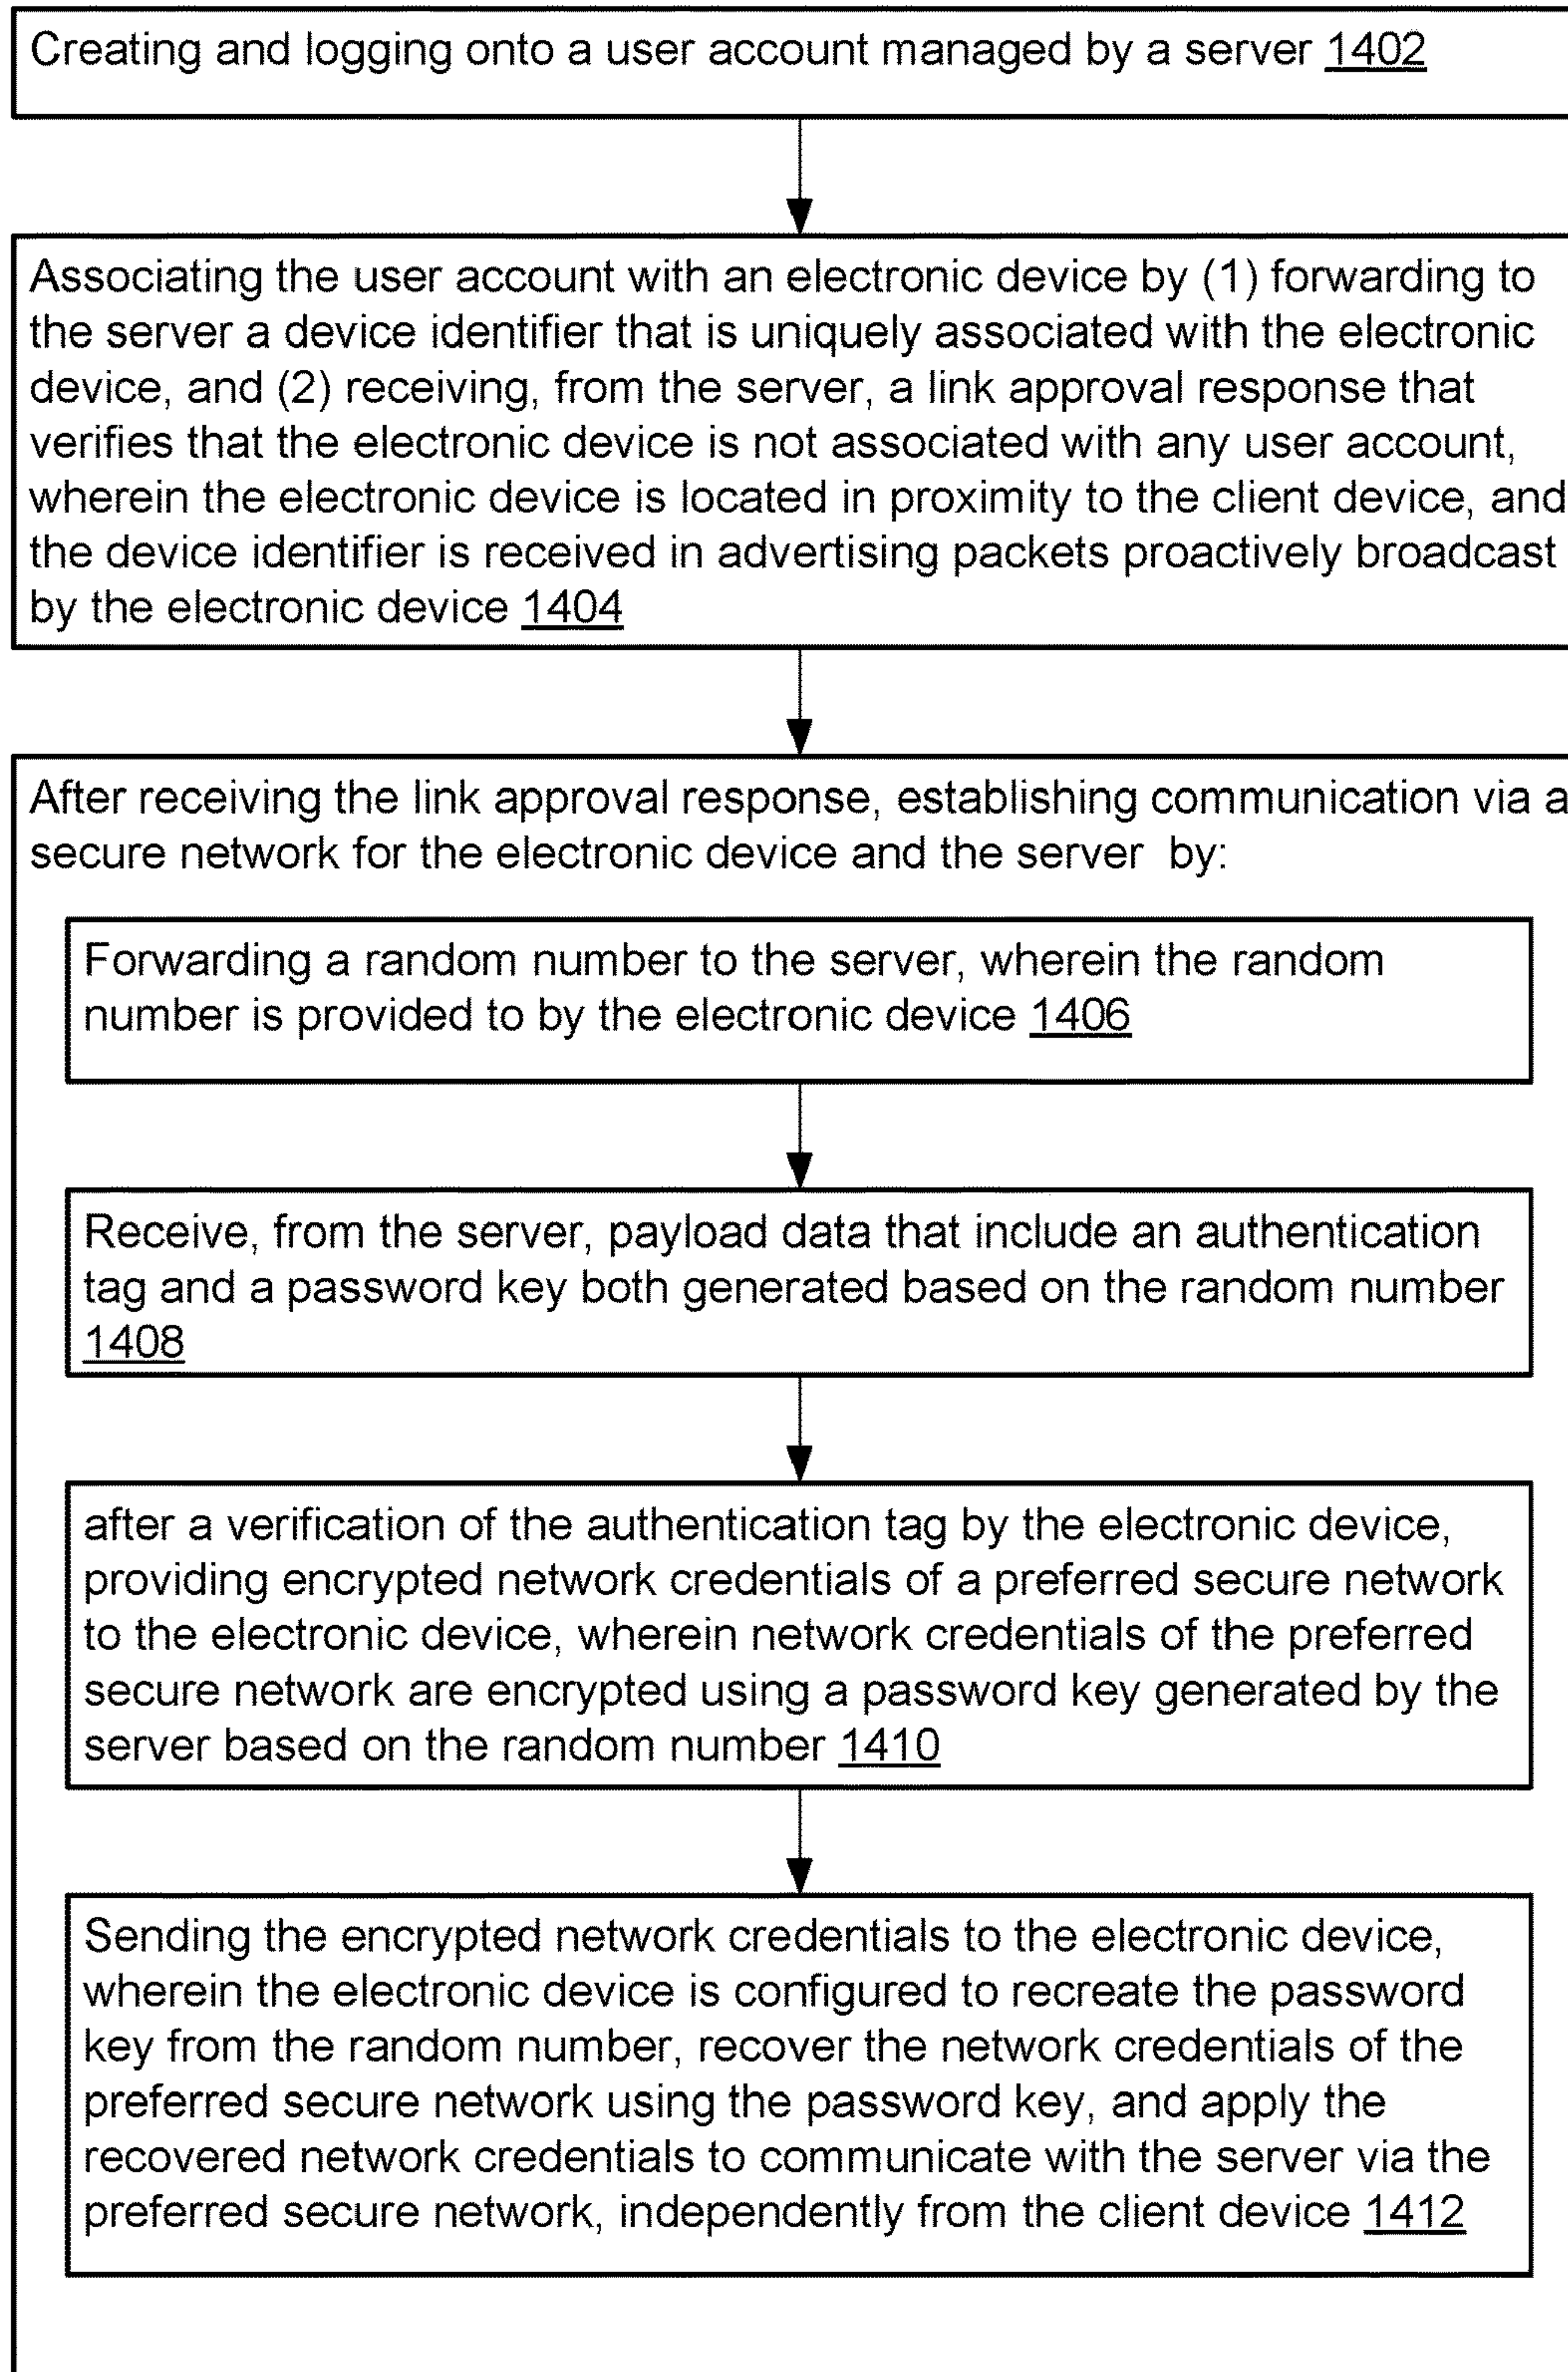 Creating and logging onto a user account managed by a server 1402
Associating the user account with an electronic device by (1) forwarding to
the server a device identifier that is uniquely associated with the electronic
device, and (2) receiving, from the server, a link approval response that
verifies that the electronic device is not associated with any user account,
wherein the electronic device is located in proximity to the client device, and
the device identifier is received in advertising packets proactively broadcast
by the electronic device 1404
After receiving the link approval response, establishing communication via a
secure network for the electronic device and the server by:
Forwarding a random number to the server, wherein the random
number is provided to by the electronic device 1406
Receive, from the server, payload data that include an authentication
tag and a password key both generated based on the random number
1408
after a verification of the authentication tag by the electronic device,
providing encrypted network credentials of a preferred secure network
to the electronic device, wherein network credentials of the preferred
secure network are encrypted using a password key generated by the
server based on the random number 1410
Sending the encrypted network credentials to the electronic device,
wherein the electronic device is configured to recreate the password
key from the random number, recover the network credentials of the
preferred secure network using the password key, and apply the
recovered network credentials to communicate with the server via the
preferred secure network, independently from the client device 1412